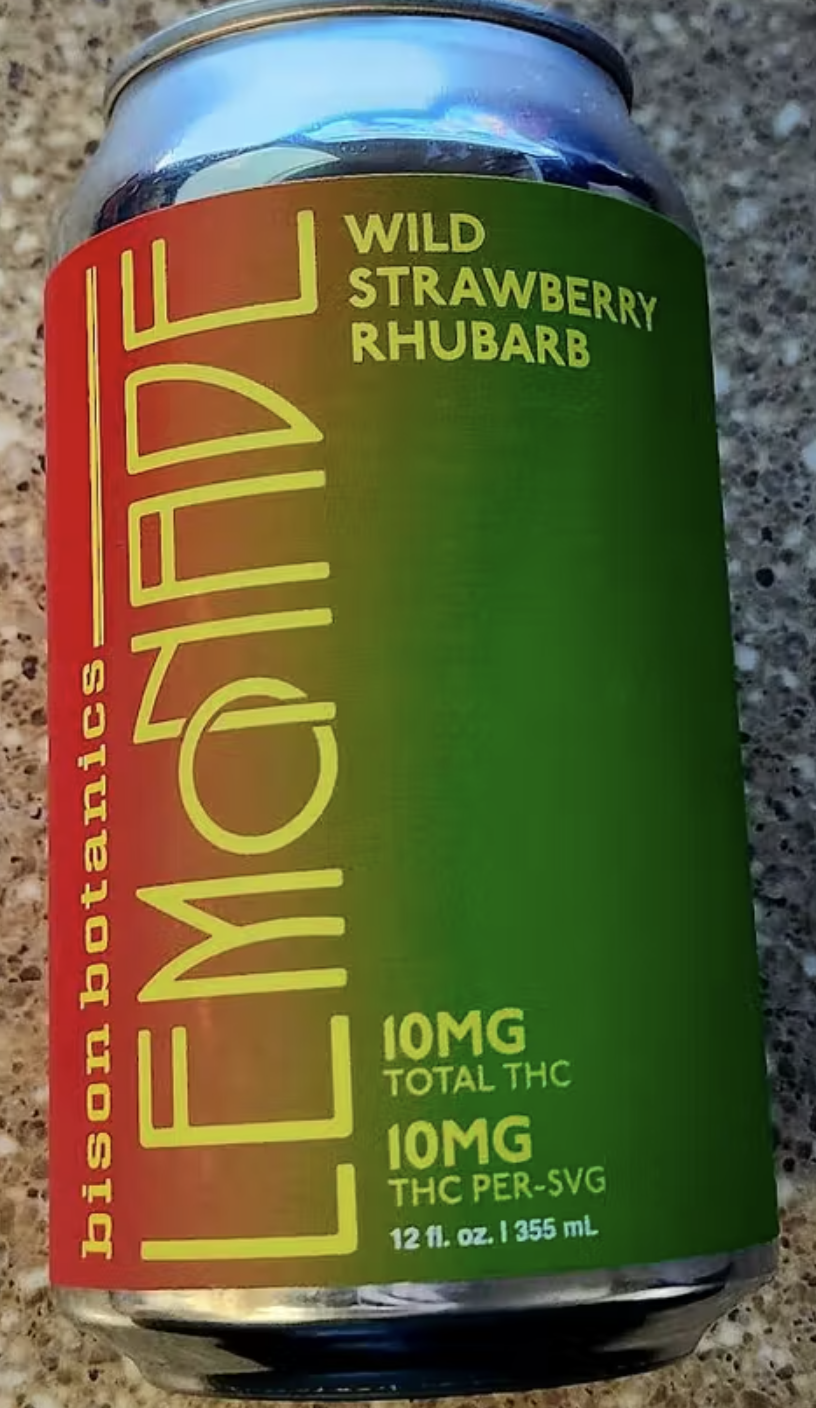 bison botanics
LEMONADE
WILD
STRAWBERRY
RHUBARB
10MG
TOTAL THC
10MG
THC PER-SVG
12 fl. oz. | 355 mL